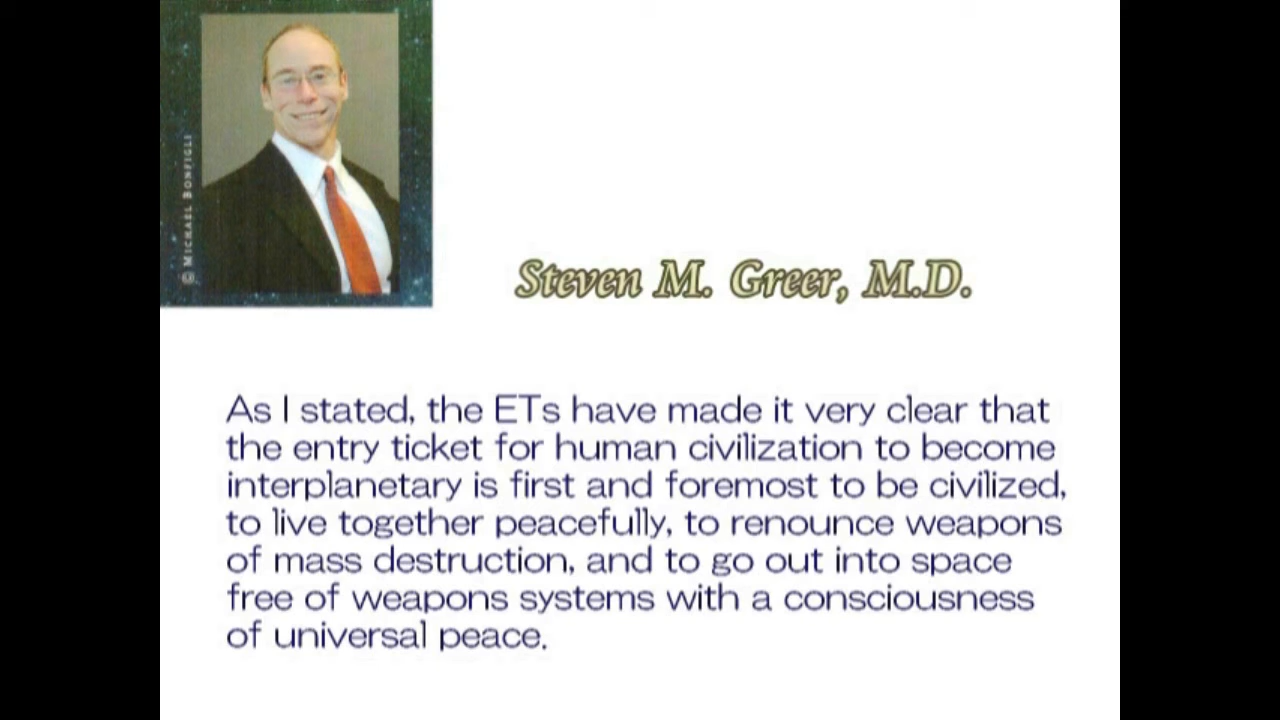 © MICHAEL BONFIGLI
Steven M. Greer, M.D.
As I stated, the ETs have made it very clear that
the entry ticket for human civilization to become
interplanetary is first and foremost to be civilized,
to live together peacefully, to renounce weapons
of mass destruction, and to go out into space
free of weapons systems with a consciousness
of universal peace.